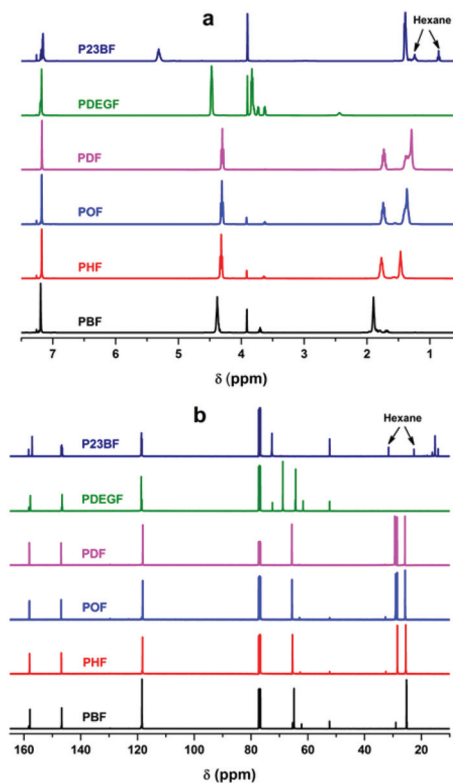 a
Hexane
P23BF
PDEGF
PDF
POF
PHF
PBF
7 6 5 4 3 2 1
δ (ppm)
b
Hexane
P23BF
PDEGF
PDF
POF
PHF
PBF
160 140 120 100 80 60 40 20
δ (ppm)